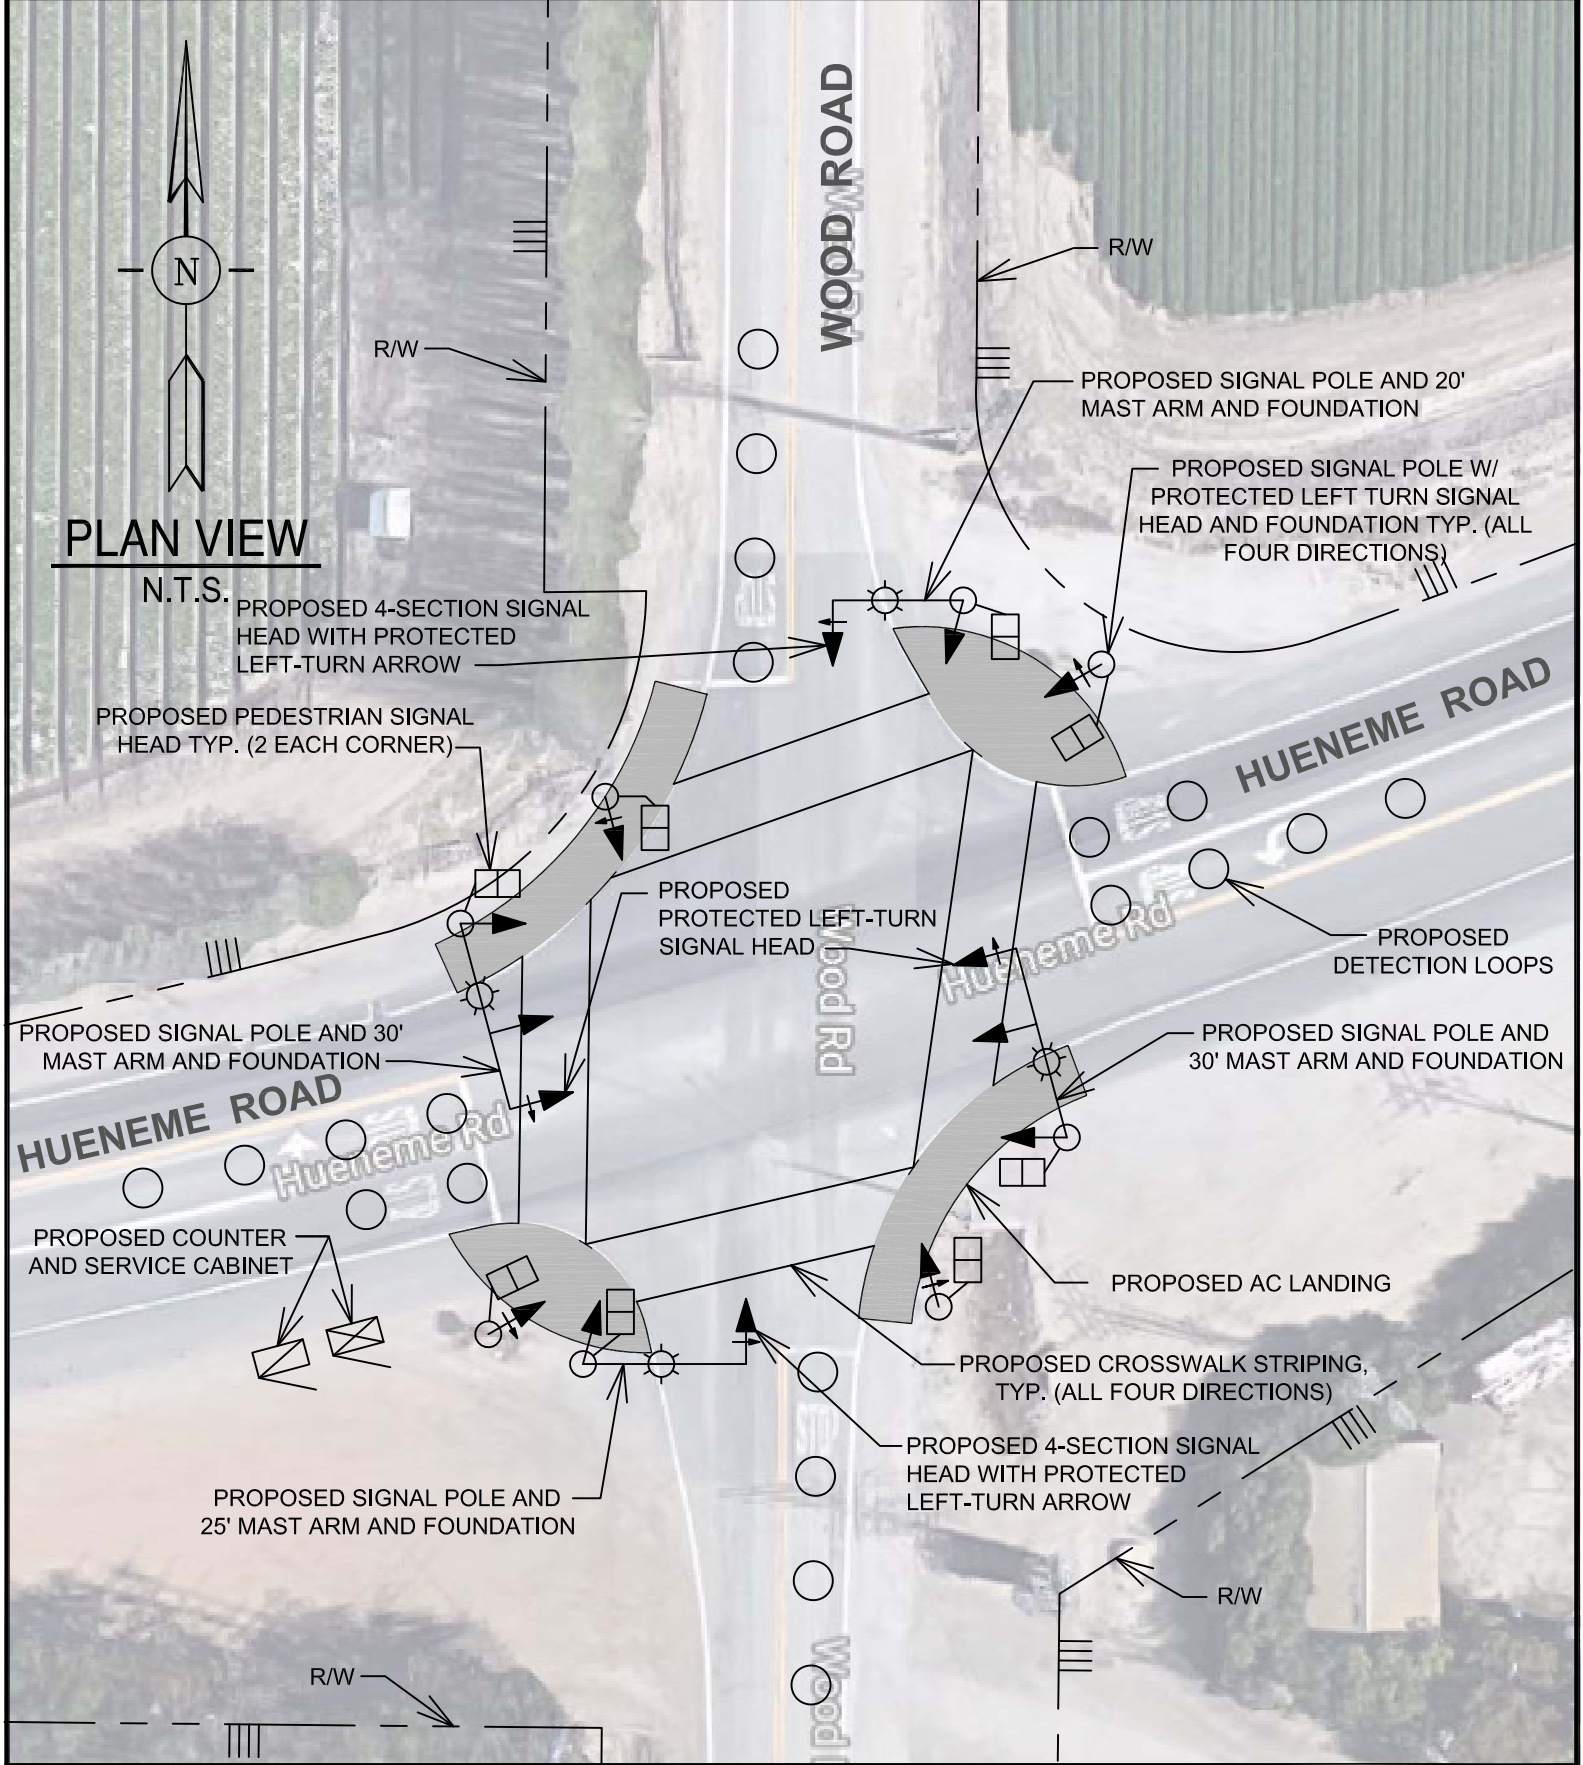 WOOD ROAD
Wood Rd
N
R/W
R/W
PROPOSED SIGNAL POLE AND 20'
MAST ARM AND FOUNDATION
PROPOSED SIGNAL POLE W/
PROTECTED LEFT TURN SIGNAL
HEAD AND FOUNDATION TYP. (ALL
FOUR DIRECTIONS)
PLAN VIEW
N.T.S.
PROPOSED 4-SECTION SIGNAL
HEAD WITH PROTECTED
LEFT-TURN ARROW
PROPOSED PEDESTRIAN SIGNAL
HEAD TYP. (2 EACH CORNER)
HUENEME ROAD
PROPOSED
PROTECTED LEFT-TURN
SIGNAL HEAD
Wood Rd
Hueneme Rd
PROPOSED
DETECTION LOOPS
PROPOSED SIGNAL POLE AND 30'
MAST ARM AND FOUNDATION
PROPOSED SIGNAL POLE AND
30' MAST ARM AND FOUNDATION
HUENEME ROAD
Hueneme Rd
PROPOSED COUNTER
AND SERVICE CABINET
PROPOSED AC LANDING
PROPOSED CROSSWALK STRIPING,
TYP. (ALL FOUR DIRECTIONS)
PROPOSED 4-SECTION SIGNAL
HEAD WITH PROTECTED
LEFT-TURN ARROW
PROPOSED SIGNAL POLE AND
25' MAST ARM AND FOUNDATION
R/W
R/W
Wood